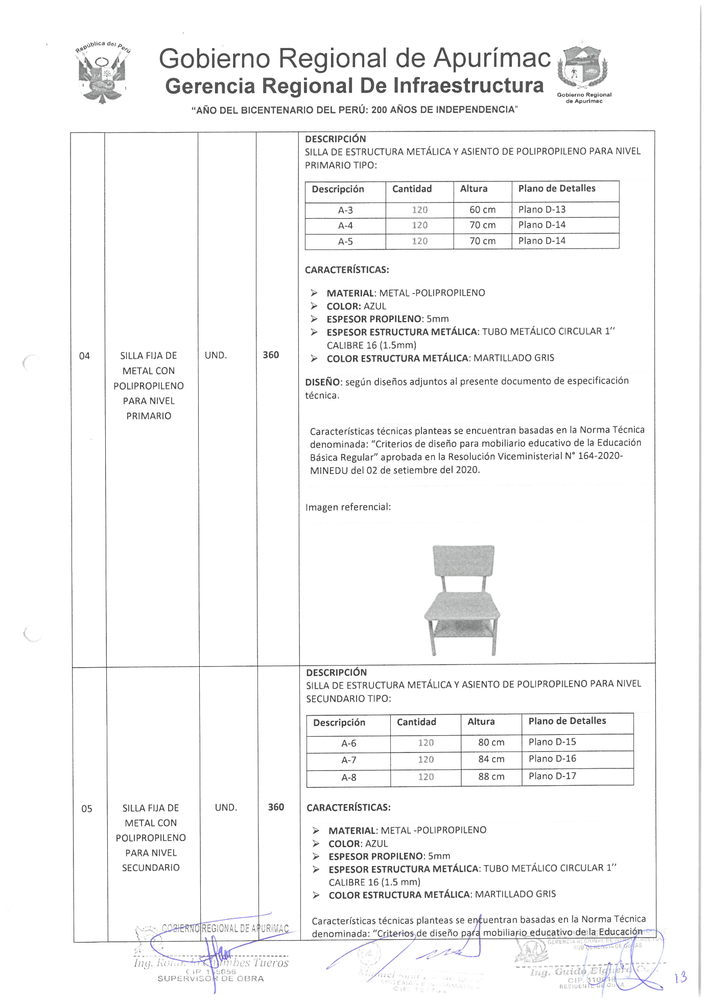 República del Perú
Gobierno Regional de Apurímac
Gerencia Regional De Infraestructura
Gobierno Regional
de Apurímac
“AÑO DEL BICENTENARIO DEL PERÚ: 200 AÑOS DE INDEPENDENCIA”
04
SILLA FIJA DE
METAL CON
POLIPROPILENO
PARA NIVEL
PRIMARIO
UND.
360
DESCRIPCIÓN
SILLA DE ESTRUCTURA METÁLICA Y ASIENTO DE POLIPROPILENO PARA NIVEL
PRIMARIO TIPO:
Descripción Cantidad Altura Plano de Detalles
A-3 120 60 cm Plano D-13
A-4 120 70 cm Plano D-14
A-5 120 70 cm Plano D-14
CARACTERÍSTICAS:
➢ MATERIAL: METAL -POLIPROPILENO
➢ COLOR: AZUL
➢ ESPESOR PROPILENO: 5mm
➢ ESPESOR ESTRUCTURA METÁLICA: TUBO METÁLICO CIRCULAR 1’’
CALIBRE 16 (1.5mm)
➢ COLOR ESTRUCTURA METÁLICA: MARTILLADO GRIS
DISEÑO: según diseños adjuntos al presente documento de especificación
técnica.
Características técnicas planteas se encuentran basadas en la Norma Técnica
denominada: “Criterios de diseño para mobiliario educativo de la Educación
Básica Regular” aprobada en la Resolución Viceministerial N° 164-2020-
MINEDU del 02 de setiembre del 2020.
Imagen referencial:
05
SILLA FIJA DE
METAL CON
POLIPROPILENO
PARA NIVEL
SECUNDARIO
UND.
360
DESCRIPCIÓN
SILLA DE ESTRUCTURA METÁLICA Y ASIENTO DE POLIPROPILENO PARA NIVEL
SECUNDARIO TIPO:
Descripción Cantidad Altura Plano de Detalles
A-6 120 80 cm Plano D-15
A-7 120 84 cm Plano D-16
A-8 120 88 cm Plano D-17
CARACTERÍSTICAS:
➢ MATERIAL: METAL -POLIPROPILENO
➢ COLOR: AZUL
➢ ESPESOR PROPILENO: 5mm
➢ ESPESOR ESTRUCTURA METÁLICA: TUBO METÁLICO CIRCULAR 1’’
CALIBRE 16 (1.5 mm)
➢ COLOR ESTRUCTURA METÁLICA: MARTILLADO GRIS
Características técnicas planteas se encuentran basadas en la Norma Técnica
denominada: “Criterios de diseño para mobiliario educativo de la Educación
GOBIERNO REGIONAL DE APURIMAC
Ing. Tueros
CIP. 155056
SUPERVISOR DE OBRA
GERENCIA REGIONAL DE INFRAESTRUCTURA
SUB GERENCIA DE OBRAS
Ing. Guido
CIP. 110918
RESIDENTE DE OBRA
13